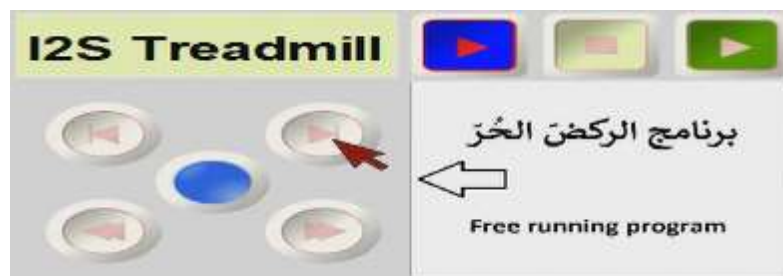 I2S Treadmill
برنامج الركضَ الحُرّ
Free running program